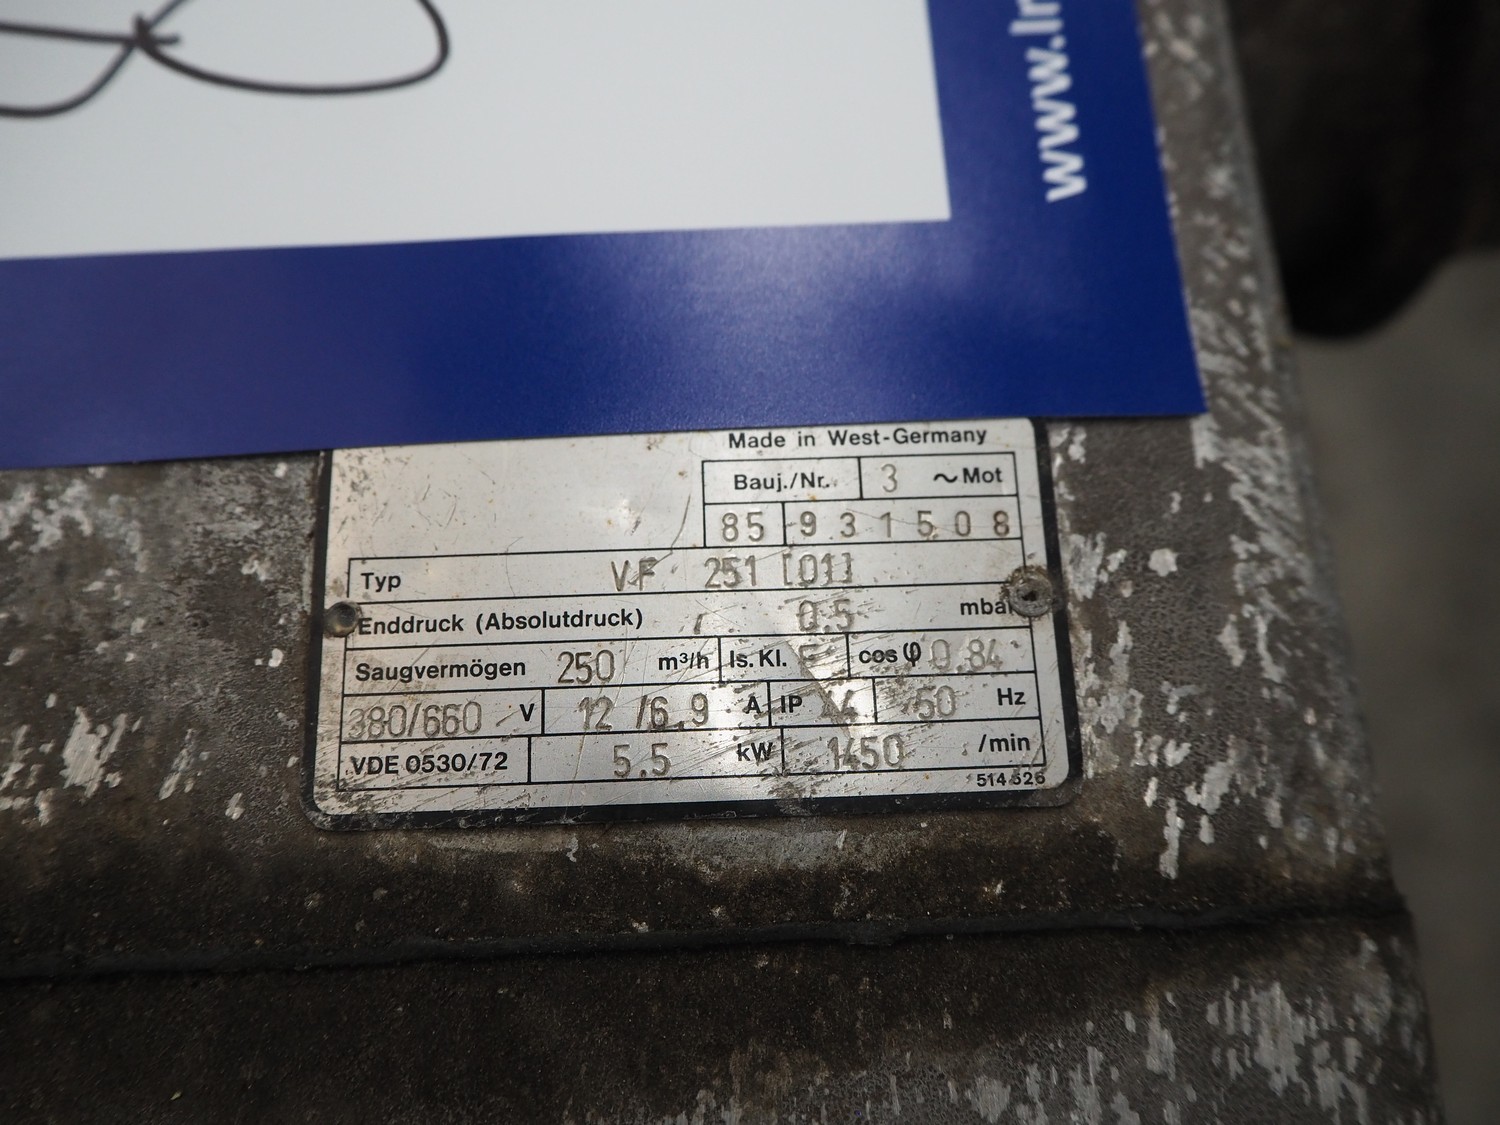 www.
Made in West-Germany
Bauj./Nr. 3 ~ Mot
85 931508
Typ VF 251 [01]
Enddruck (Absolutdruck) 0.5 mbar
Saugvermögen 250 m³/h Is. Kl. F cos φ 0.84
380/660 V 12/6.9 A IP 50 Hz
VDE 0530/72 5.5 kW 1450 /min
514 526